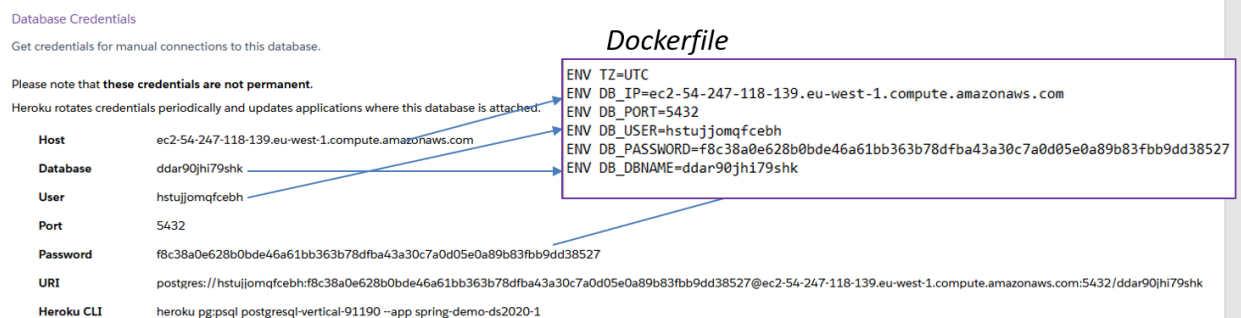 Database Credentials
Get credentials for manual connections to this database.
Please note that these credentials are not permanent.
Heroku rotates credentials periodically and updates applications where this database is attached.
Host ec2-54-247-118-139.eu-west-1.compute.amazonaws.com
Database ddar90jhi79shk
User hstujjomqfcebh
Port 5432
Password f8c38a0e628b0bde46a61bb363b78dfba43a30c7a0d05e0a89b83fbb9dd38527
URI postgres://hstujjomqfcebh:f8c38a0e628b0bde46a61bb363b78dfba43a30c7a0d05e0a89b83fbb9dd38527@ec2-54-247-118-139.eu-west-1.compute.amazonaws.com:5432/ddar90jhi79shk
Heroku CLI heroku pg:psql postgresql-vertical-91190 --app spring-demo-ds2020-1
Dockerfile
ENV TZ=UTC
ENV DB_IP=ec2-54-247-118-139.eu-west-1.compute.amazonaws.com
ENV DB_PORT=5432
ENV DB_USER=hstujjomqfcebh
ENV DB_PASSWORD=f8c38a0e628b0bde46a61bb363b78dfba43a30c7a0d05e0a89b83fbb9dd38527
ENV DB_DBNAME=ddar90jhi79shk